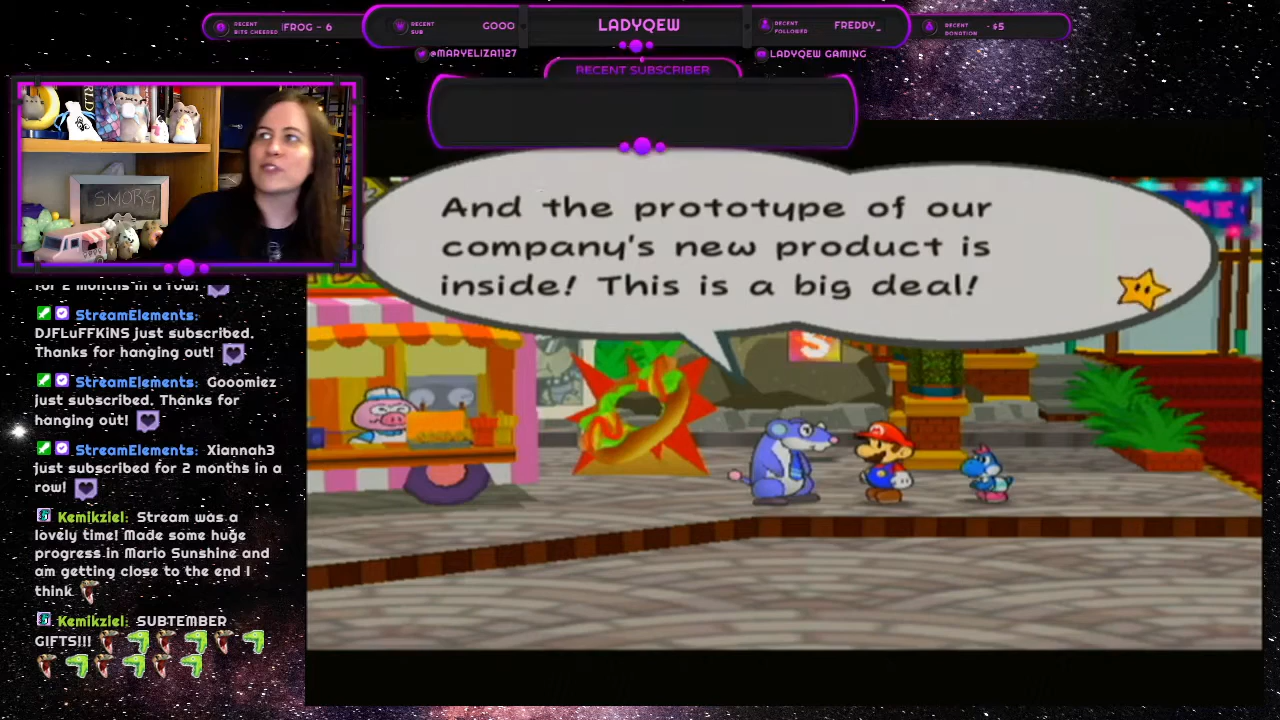 RECENT
BITS CHEERED
FROG - 6
RECENT
SUB
GOOO
LADYQEW
RECENT
FOLLOWED
FREDDY_
RECENT
DONATION
- $5
@MARYELIZA1127
LADYQEW GAMING
RECENT SUBSCRIBER
SMORG
And the prototype of our
company's new product is
inside! This is a big deal!
ME
S
for 2 months in a row!
StreamElements:
DJFLuFFKiNS just subscribed.
Thanks for hanging out!
StreamElements: Gooomiez
just subscribed. Thanks for
hanging out!
StreamElements: Xiannah3
just subscribed for 2 months in a
row!
Kemikziel: Stream was a
lovely time! Made some huge
progress in Mario Sunshine and
am getting close to the end I
think
Kemikziel: SUBTEMBER
GIFTS!!!